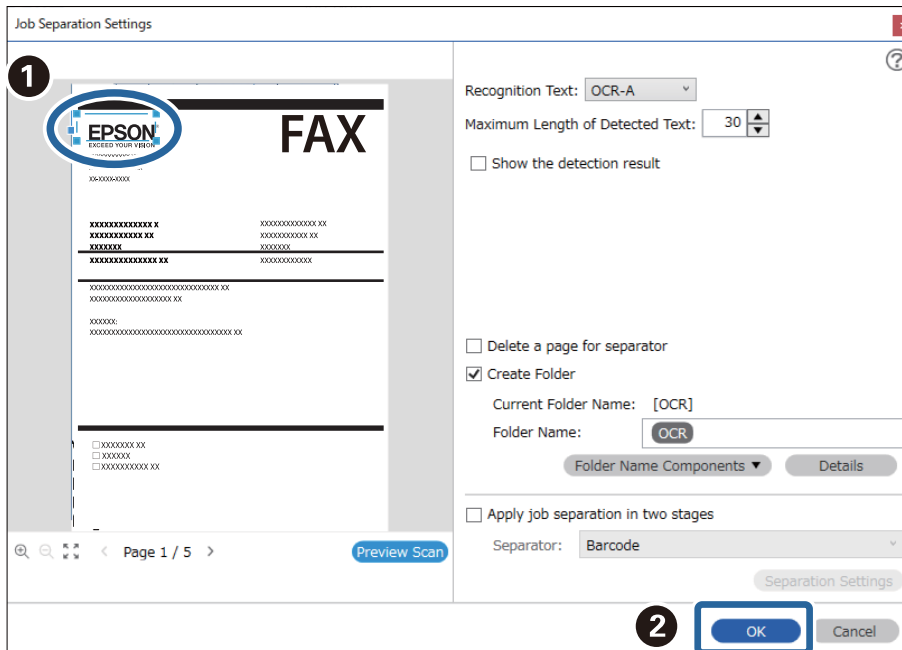 Job Separation Settings
1
EPSON
EXCEED YOUR VISION
FAX
XX-XXXX-XXXX
XXXXXXXXXXXXX X
XXXXXXXXXXXXX XX
XXXXXXXXXXXX XX
XXXXXXXXXXX XX
XXXXXXX
XXXXXXX
XXXXXXXXXXXXXXX XX
XXXXXXXXXXXX
XXXXXXXXXXXXXXXXXXXXXXXXXXXXXXX XX
XXXXXXXXXXXXXXXXXXXX XX
XXXXXX:
XXXXXXXXXXXXXXXXXXXXXXXXXXXXXXXXXX XX
XXXXXXX XX
XXXXXX
XXXXXXXXXXX XX
Page 1 / 5
Preview Scan
Recognition Text: OCR-A
Maximum Length of Detected Text: 30
Show the detection result
Delete a page for separator
Create Folder
Current Folder Name: [OCR]
Folder Name: OCR
Folder Name Components ▼ Details
Apply job separation in two stages
Separator: Barcode
Separation Settings
2
OK Cancel